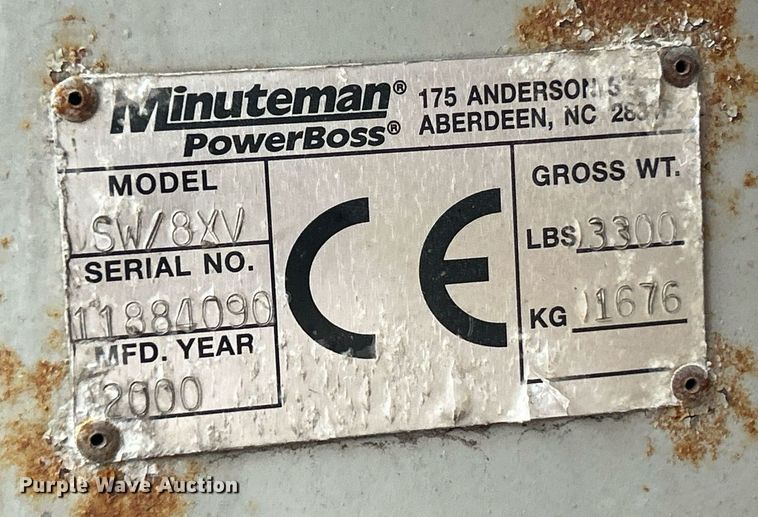 Minuteman® 175 ANDERSON
PowerBoss® ABERDEEN, NC
MODEL
SW/8XV
SERIAL NO.
11884090
MFD. YEAR
2000
CE
GROSS WT.
LBS 3300
KG 1676
Purple Wave Auction